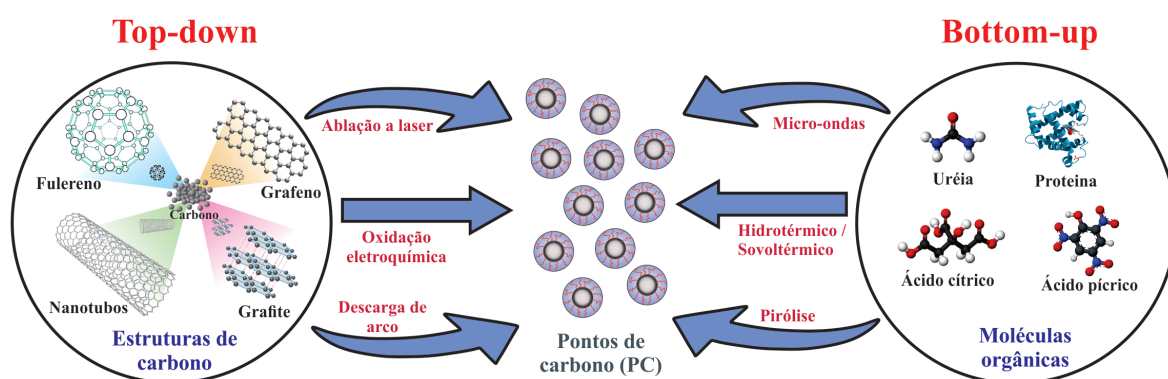 Top-down
Bottom-up
Fulereno
Grafeno
Carbono
Nanotubos
Grafite
Estruturas de
carbono
Ablação a laser
Oxidação
eletroquímica
Descarga de
arco
Pontos de
carbono (PC)
Micro-ondas
Hidrotérmico /
Sovoltérmico
Pirólise
Uréia
Proteina
Ácido cítrico
Ácido pícrico
Moléculas
orgânicas